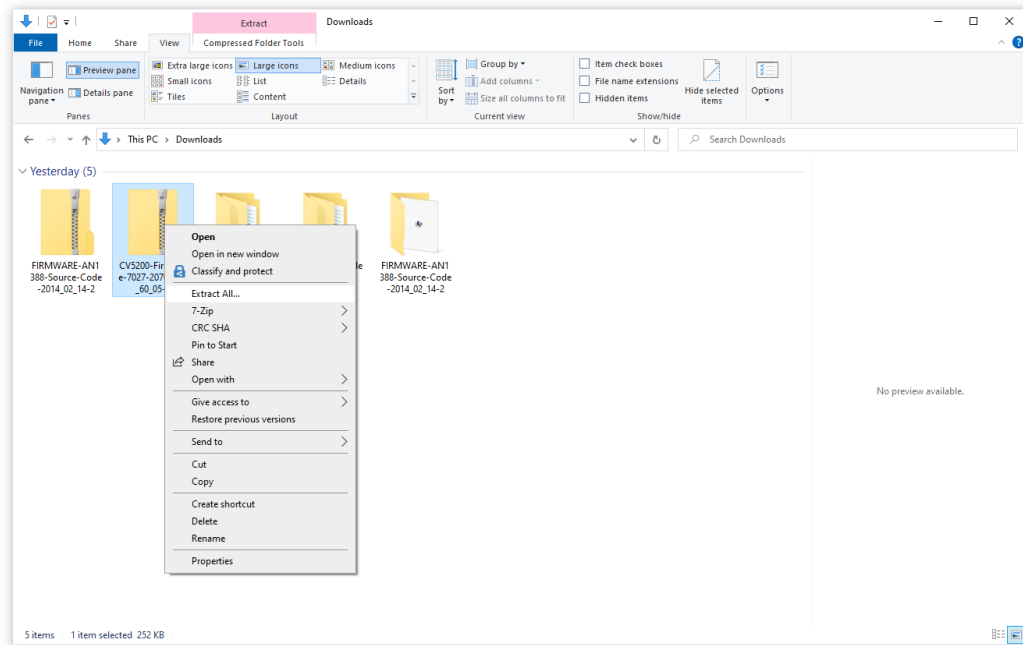 Extract
Downloads
File
Home
Share
View
Compressed Folder Tools
Navigation
pane
Preview pane
Details pane
Panes
Extra large icons
Large icons
Medium icons
Small icons
List
Details
Tiles
Content
Layout
Sort
by
Group by
Add columns
Size all columns to fit
Current view
Item check boxes
File name extensions
Hidden items
Hide selected
items
Show/hide
Options
This PC
Downloads
Search Downloads
Yesterday (5)
FIRMWARE-AN1
388-Source-Code
-2014_02_14-2
CV5200-Fir
e-7027-207
_60_05-
le
FIRMWARE-AN1
388-Source-Code
-2014_02_14-2
Open
Open in new window
Classify and protect
Extract All...
7-Zip
CRC SHA
Pin to Start
Share
Open with
Give access to
Restore previous versions
Send to
Cut
Copy
Create shortcut
Delete
Rename
Properties
No preview available.
5 items
1 item selected 252 KB